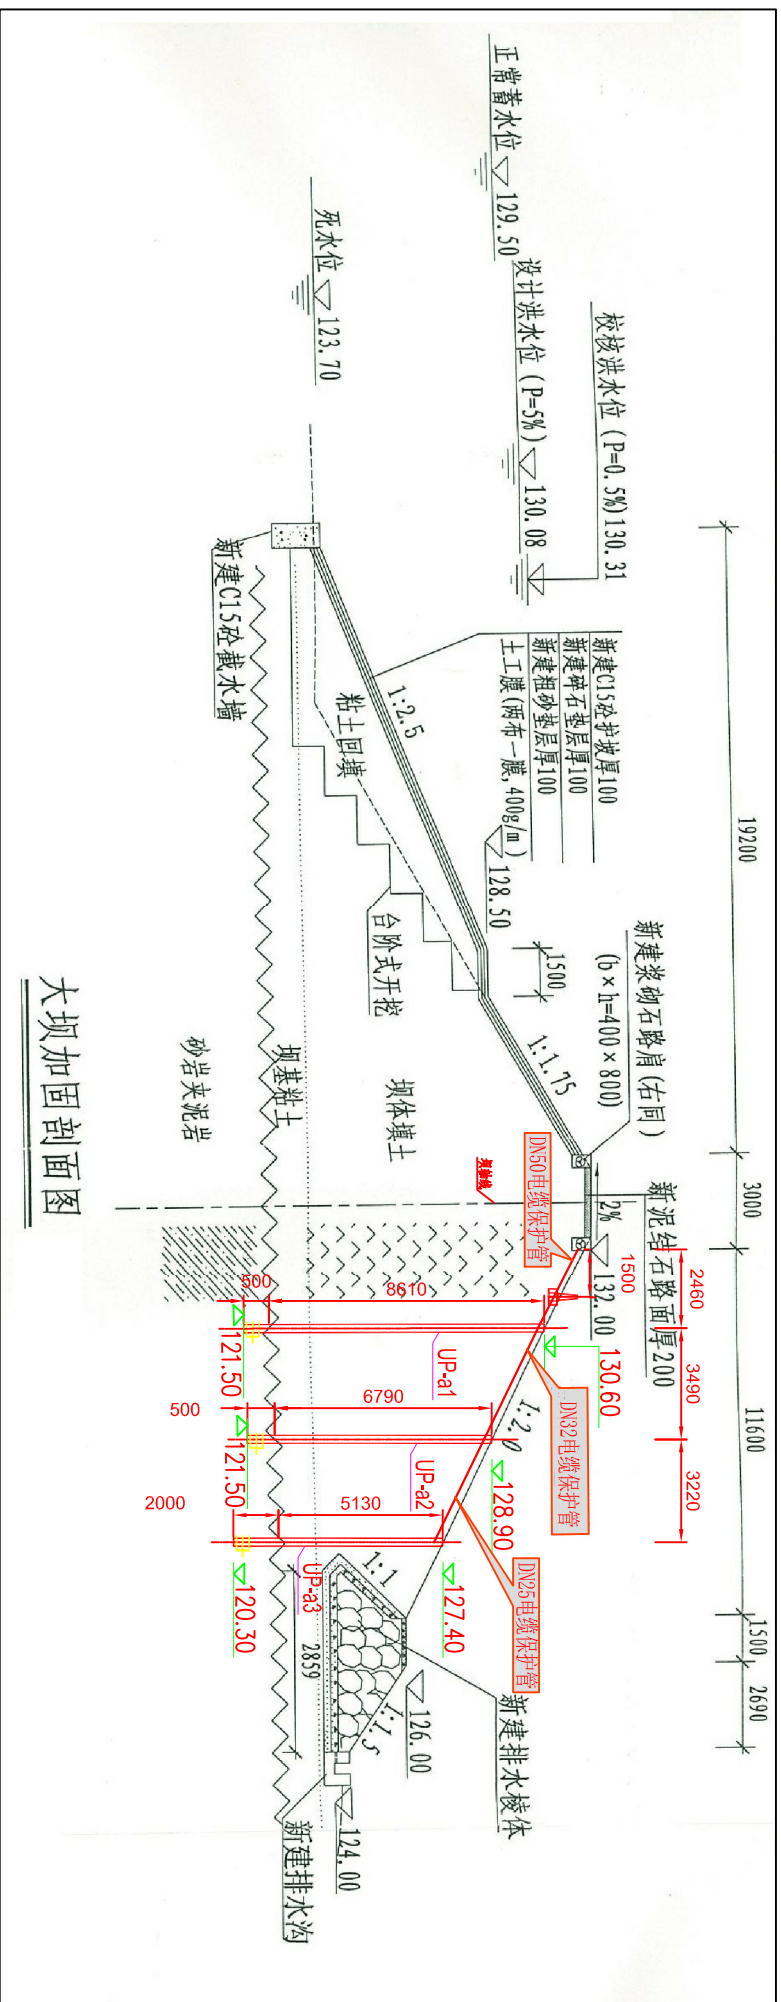 正常蓄水位 129.50
死水位 123.70
设计洪水位(P=5%) 130.08
校核洪水位(P=0.5%)130.31
新建C15砼截水墙
新建C15砼护坡厚100
新建碎石垫层厚100
新建粗砂垫层厚100
土工膜(两布一膜,400g/m)
1:2.5
粘土回填
128.50
台阶式开挖
19200
1500
1:1.75
新建浆砌石路肩(右同)
(b×h=400×800)
坝体填土
坝基粘土
砂岩夹泥岩
大坝加固剖面图
坝轴线
3000
2%
132.00
新泥结石路面厚200
DN50电缆保护管
1500
2460
3490
3220
11600
1500
2690
500
8610
121.50
UP-a1
130.60
DN32电缆保护管
1:2.0
500
6790
121.50
UP-a2
128.90
DN25电缆保护管
2000
5130
120.30
UP-a3
127.40
1:1
2859
1:1.5
126.00
新建排水棱体
124.00
新建排水沟